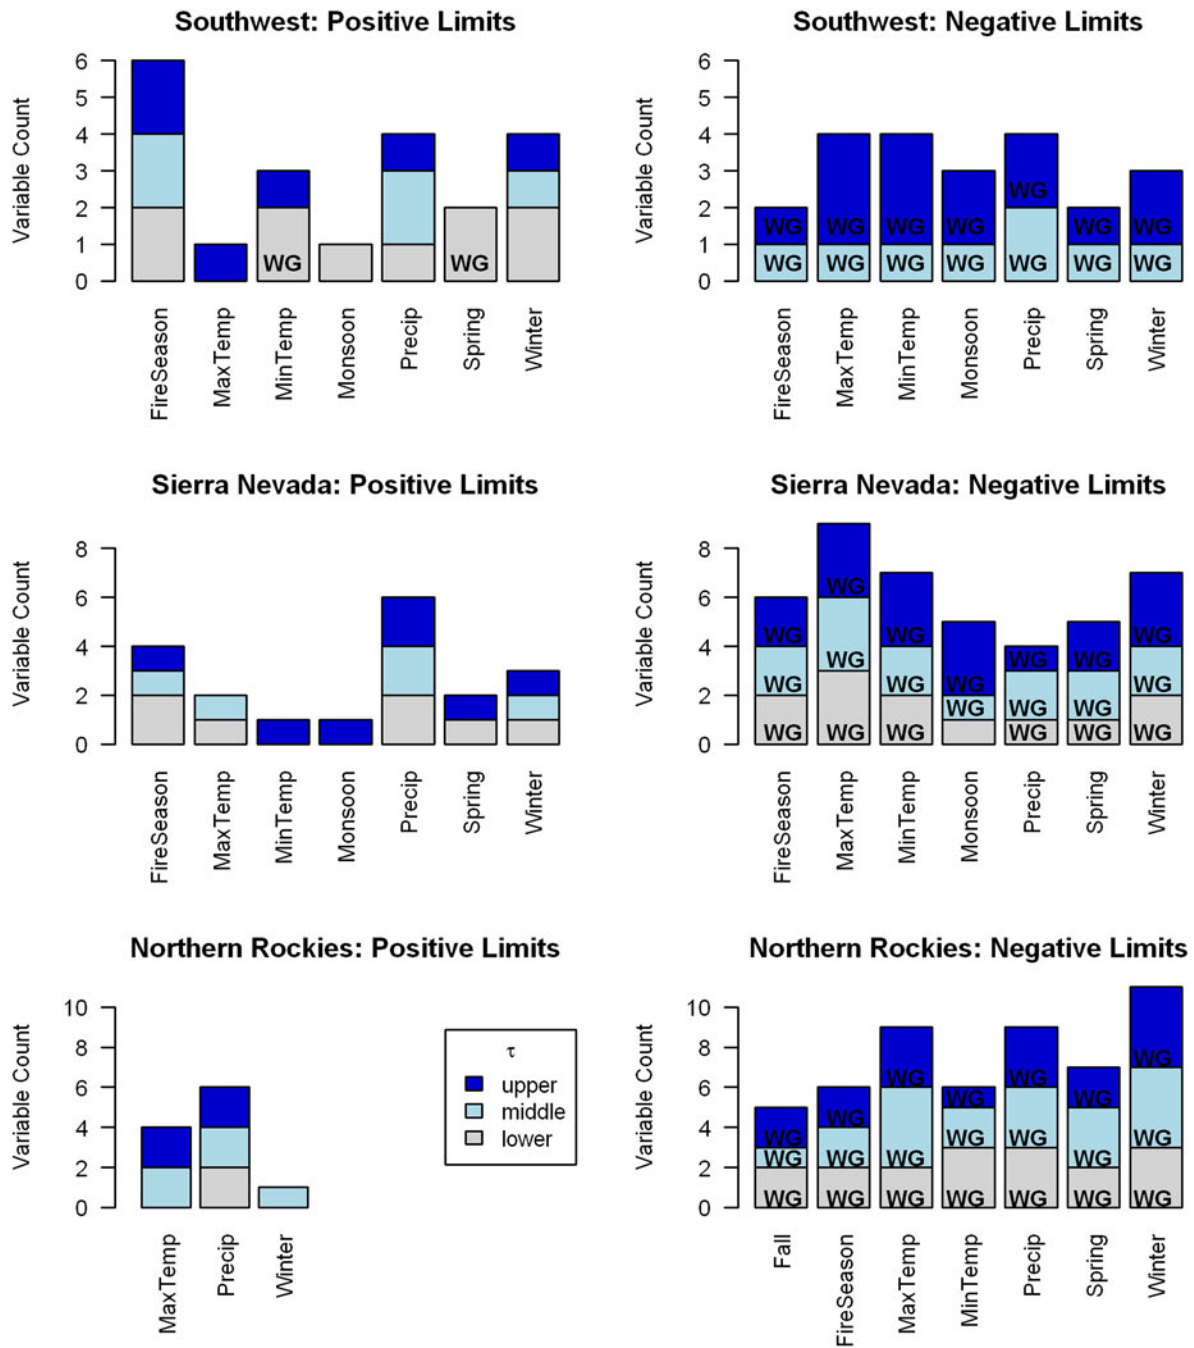 Southwest: Positive Limits
Variable Count
6
5
4
3
2
1
0
WG
WG
FireSeason
MaxTemp
MinTemp
Monsoon
Precip
Spring
Winter
Southwest: Negative Limits
Variable Count
6
5
4
3
2
1
0
WG
WG WG WG WG WG WG
WG WG WG WG WG WG WG
FireSeason
MaxTemp
MinTemp
Monsoon
Precip
Spring
Winter
Sierra Nevada: Positive Limits
Variable Count
8
6
4
2
0
FireSeason
MaxTemp
MinTemp
Monsoon
Precip
Spring
Winter
Sierra Nevada: Negative Limits
Variable Count
8
6
4
2
0
WG WG WG WG WG WG WG
WG WG WG WG WG WG WG
WG WG WG WG WG WG
FireSeason
MaxTemp
MinTemp
Monsoon
Precip
Spring
Winter
Northern Rockies: Positive Limits
Variable Count
10
8
6
4
2
0
MaxTemp
Precip
Winter
τ
upper
middle
lower
Northern Rockies: Negative Limits
Variable Count
10
8
6
4
2
0
WG WG WG WG WG WG WG
WG WG WG WG WG WG WG
WG WG WG WG WG WG WG
Fall
FireSeason
MaxTemp
MinTemp
Precip
Spring
Winter